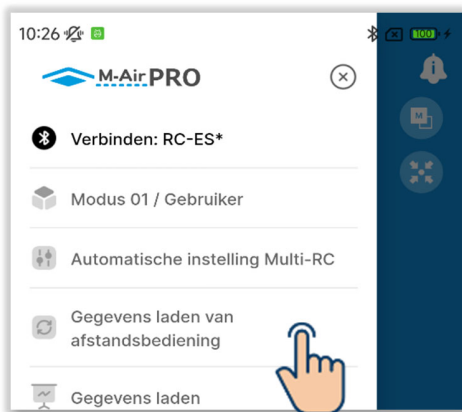 10:26
100
M-Air PRO
Verbinden: RC-ES*
Modus 01 / Gebruiker
Automatische instelling Multi-RC
Gegevens laden van
afstandsbediening
Gegevens laden
M